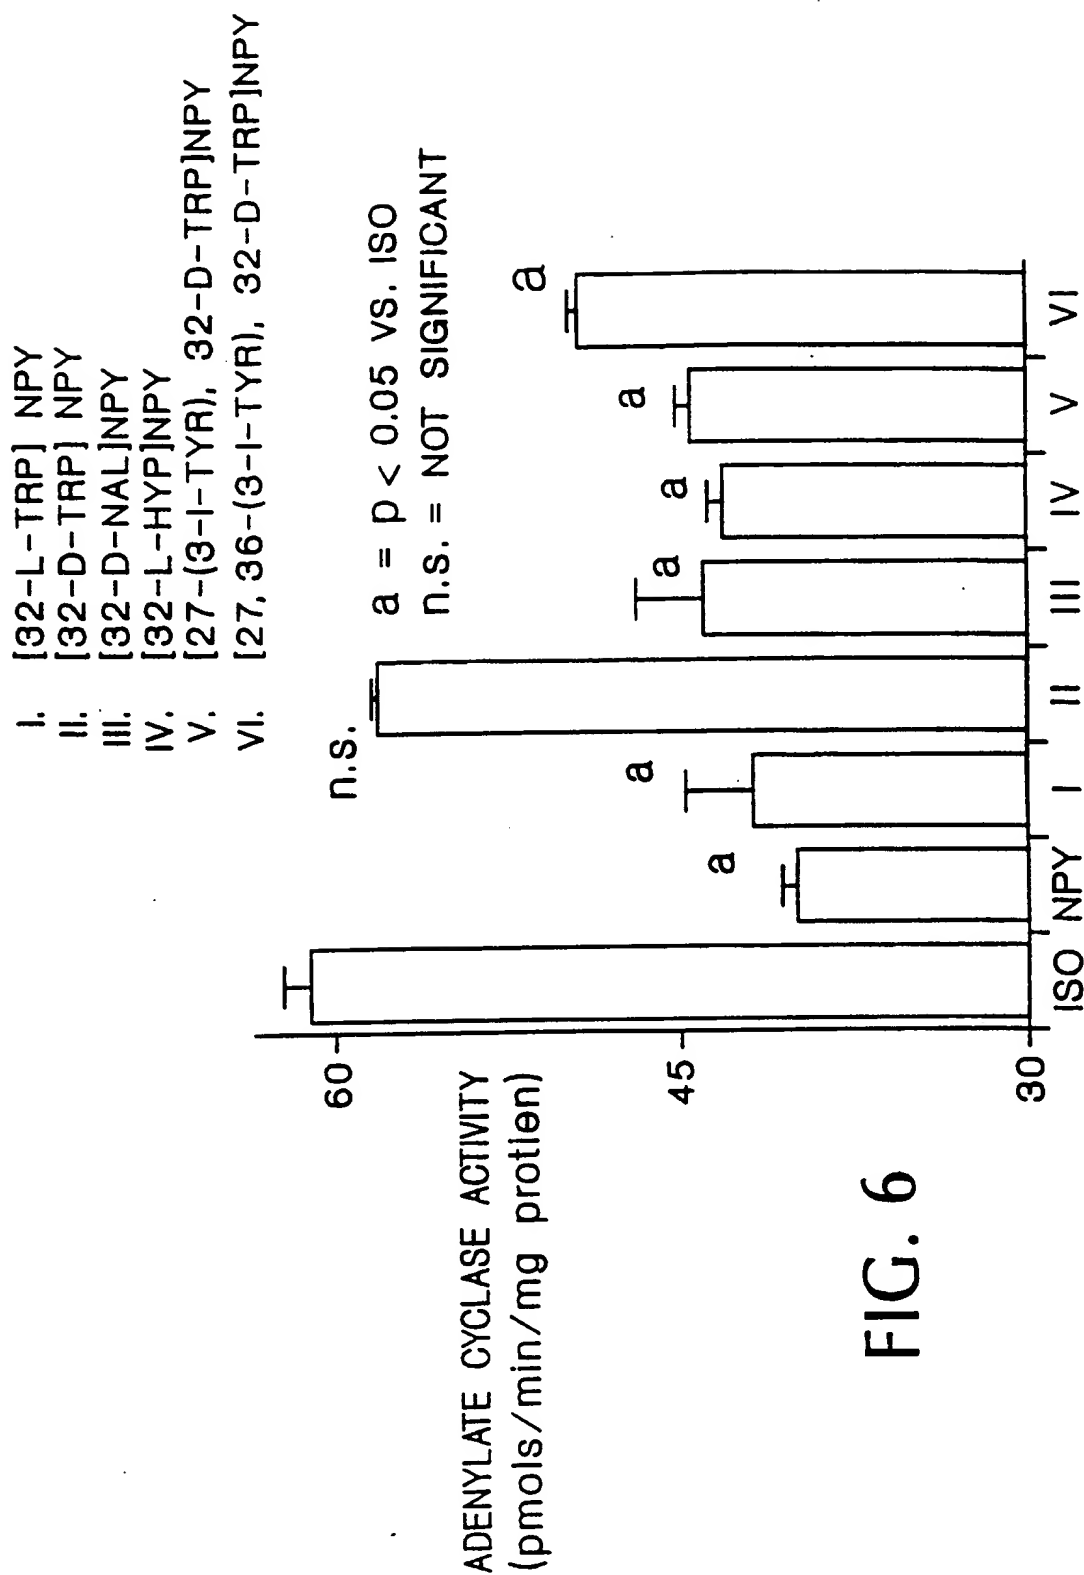 I. [32-L-TRP] NPY
II. [32-D-TRP] NPY
III. [32-D-NAL]NPY
IV. [32-L-HYP]NPY
V. [27-(3-I-TYR), 32-D-TRP]NPY
VI. [27,36-(3-I-TYR), 32-D-TRP]NPY
a = p < 0.05 VS. ISO
n.s. = NOT SIGNIFICANT
ADENYLATE CYCLASE ACTIVITY
(pmols/min/mg protien)
60
45
30
a
a
n.s.
a
a
a
a
ISO NPY I II III IV V VI
FIG. 6